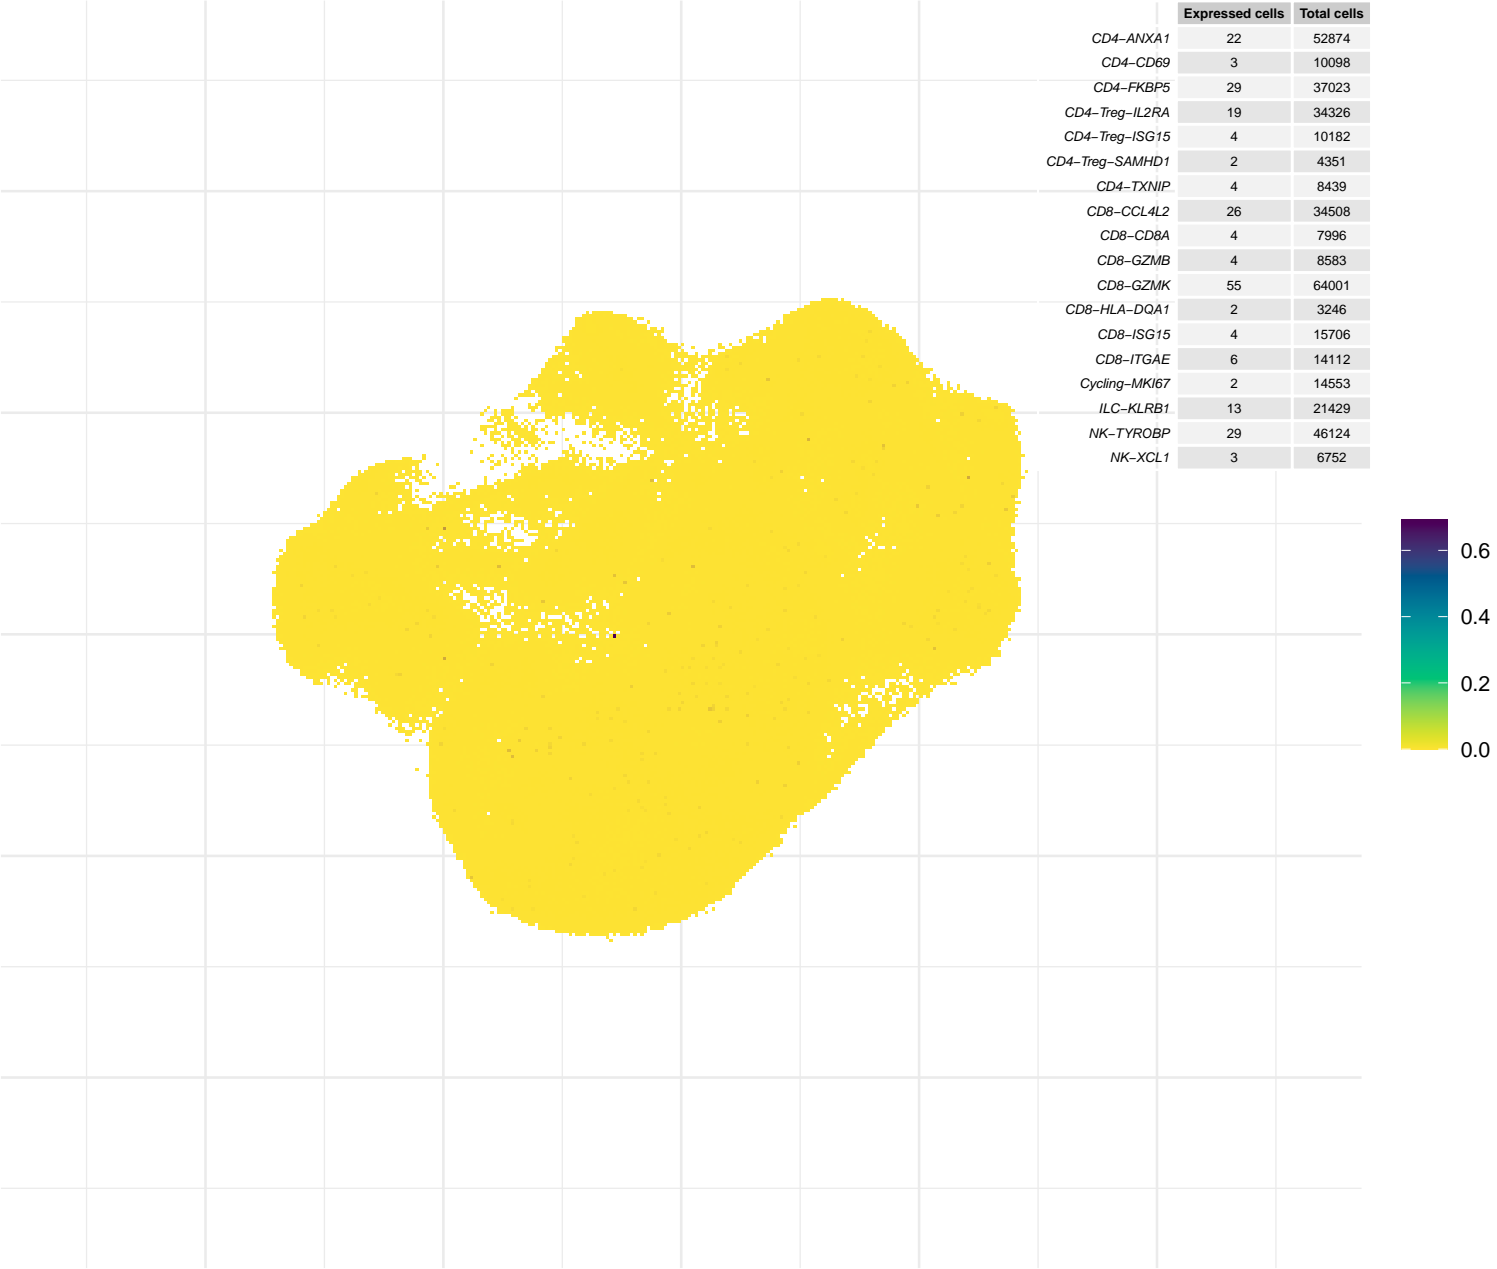 Expressed cells Total cells
CD4−ANXA1 22 52874
CD4−CD69 3 10098
CD4−FKBP5 29 37023
CD4−Treg−IL2RA 19 34326
CD4−Treg−ISG15 4 10182
CD4−Treg−SAMHD1 2 4351
CD4−TXNIP 4 8439
CD8−CCL4L2 26 34508
CD8−CD8A 4 7996
CD8−GZMB 4 8583
CD8−GZMK 55 64001
CD8−HLA−DQA1 2 3246
CD8−ISG15 4 15706
CD8−ITGAE 6 14112
Cycling−MKI67 2 14553
ILC−KLRB1 13 21429
NK−TYROBP 29 46124
NK−XCL1 3 6752
0.6
0.4
0.2
0.0